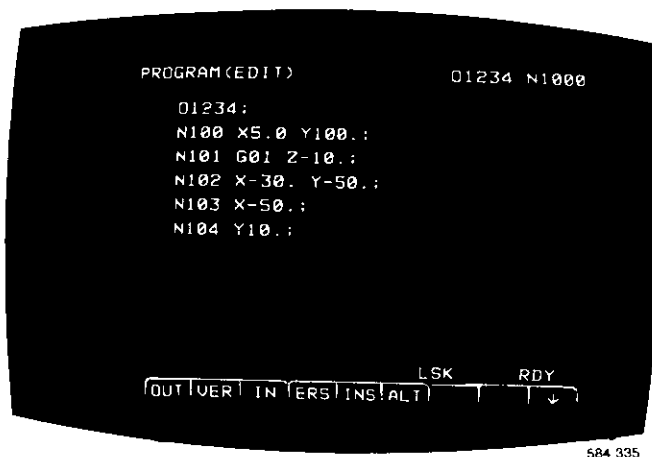 PROGRAM(EDIT) O1234 N1000
O1234;
N100 X5.0 Y100.;
N101 G01 Z-10.;
N102 X-30. Y-50.;
N103 X-50.;
N104 Y10.;
LSK RDY
OUT VER IN ERS INS ALT ↓
584 335